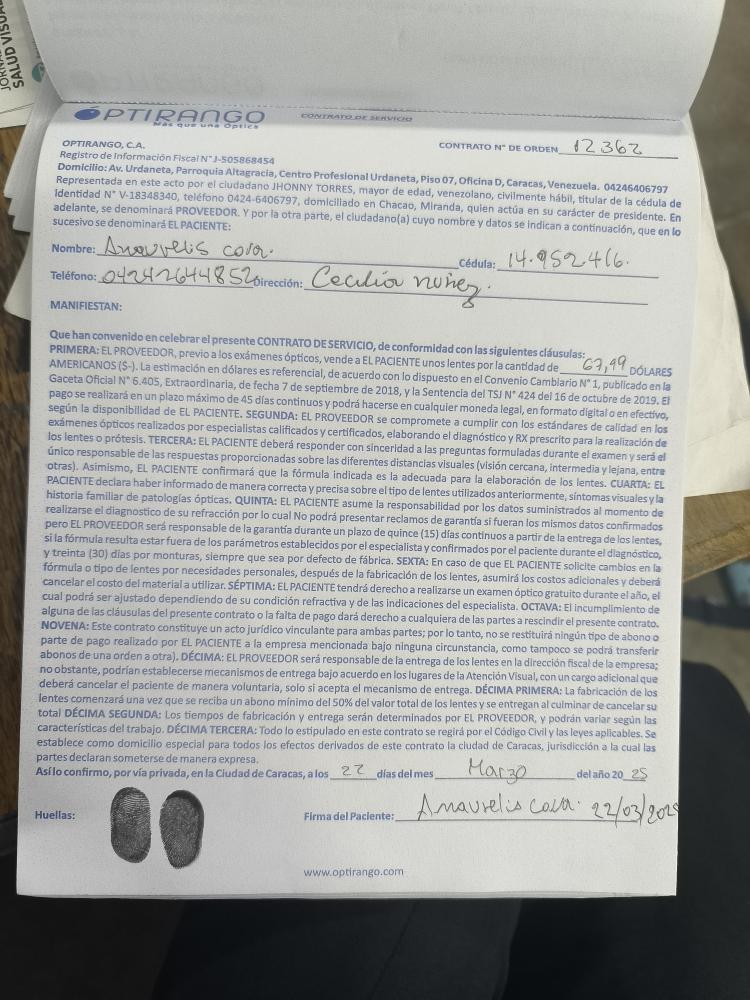 JORNA
SALUD VISUAL
OPTIRANGO
Más que una Óptica
CONTRATO DE SERVICIO
OPTIRANGO, C.A.
CONTRATO N° DE ORDEN 12362
Registro de Información Fiscal N° J-505868454
Domicilio: Av. Urdaneta, Parroquia Altagracia, Centro Profesional Urdaneta, Piso 07, Oficina D, Caracas, Venezuela. 04246406797
Representada en este acto por el ciudadano JHONNY TORRES, mayor de edad, venezolano, civilmente hábil, titular de la cédula de
Identidad N° V-18348340, teléfono 0424-6406797, domiciliado en Chacao, Miranda, quien actúa en su carácter de presidente. En
adelante, se denominará PROVEEDOR. Y por la otra parte, el ciudadano(a) cuyo nombre y datos se indican a continuación, que en lo
sucesivo se denominará EL PACIENTE:
Nombre: Anaurelis cova. Cédula: 14.952.416.
Teléfono: 04242644852 Dirección: Cecilia nuñez.
MANIFIESTAN:
Que han convenido en celebrar el presente CONTRATO DE SERVICIO, de conformidad con las siguientes cláusulas:
PRIMERA: EL PROVEEDOR, previo a los exámenes ópticos, vende a EL PACIENTE unos lentes por la cantidad de 67,49 DÓLARES
AMERICANOS ($-). La estimación en dólares es referencial, de acuerdo con lo dispuesto en el Convenio Cambiario N° 1, publicado en la
Gaceta Oficial N° 6.405, Extraordinaria, de fecha 7 de septiembre de 2018, y la Sentencia del TSJ N° 424 del 16 de octubre de 2019. El
pago se realizará en un plazo máximo de 45 días continuos y podrá hacerse en cualquier moneda legal, en formato digital o en efectivo,
según la disponibilidad de EL PACIENTE. SEGUNDA: EL PROVEEDOR se compromete a cumplir con los estándares de calidad en los
exámenes ópticos realizados por especialistas calificados y certificados, elaborando el diagnóstico y RX prescrito para la realización de
los lentes o prótesis. TERCERA: EL PACIENTE deberá responder con sinceridad a las preguntas formuladas durante el examen y será el
único responsable de las respuestas proporcionadas sobre las diferentes distancias visuales (visión cercana, intermedia y lejana, entre
otras). Asimismo, EL PACIENTE confirmará que la fórmula indicada es la adecuada para la elaboración de los lentes. CUARTA: EL
PACIENTE declara haber informado de manera correcta y precisa sobre el tipo de lentes utilizados anteriormente, síntomas visuales y la
historia familiar de patologías ópticas. QUINTA: EL PACIENTE asume la responsabilidad por los datos suministrados al momento de
realizarse el diagnostico de su refracción por lo cual No podrá presentar reclamos de garantía si fueran los mismos datos confirmados
pero EL PROVEEDOR será responsable de la garantía durante un plazo de quince (15) días continuos a partir de la entrega de los lentes,
si la fórmula resulta estar fuera de los parámetros establecidos por el especialista y confirmados por el paciente durante el diagnóstico,
y treinta (30) días por monturas, siempre que sea por defecto de fábrica. SEXTA: En caso de que EL PACIENTE solicite cambios en la
fórmula o tipo de lentes por necesidades personales, después de la fabricación de los lentes, asumirá los costos adicionales y deberá
cancelar el costo del material a utilizar. SÉPTIMA: EL PACIENTE tendrá derecho a realizarse un examen óptico gratuito durante el año, el
cual podrá ser ajustado dependiendo de su condición refractiva y de las indicaciones del especialista. OCTAVA: El incumplimiento de
alguna de las cláusulas del presente contrato o la falta de pago dará derecho a cualquiera de las partes a rescindir el presente contrato.
NOVENA: Este contrato constituye un acto jurídico vinculante para ambas partes; por lo tanto, no se restituirá ningún tipo de abono o
parte de pago realizado por EL PACIENTE a la empresa mencionada bajo ninguna circunstancia, como tampoco se podrá transferir
abonos de una orden a otra). DÉCIMA: EL PROVEEDOR será responsable de la entrega de los lentes en la dirección fiscal de la empresa;
no obstante, podrían establecerse mecanismos de entrega bajo acuerdo en los lugares de la Atención Visual, con un cargo adicional que
deberá cancelar el paciente de manera voluntaria, solo si acepta el mecanismo de entrega. DÉCIMA PRIMERA: La fabricación de los
lentes comenzará una vez que se reciba un abono mínimo del 50% del valor total de los lentes y se entregan al culminar de cancelar su
total DÉCIMA SEGUNDA: Los tiempos de fabricación y entrega serán determinados por EL PROVEEDOR, y podrán variar según las
características del trabajo. DÉCIMA TERCERA: Todo lo estipulado en este contrato se regirá por el Código Civil y las leyes aplicables. Se
establece como domicilio especial para todos los efectos derivados de este contrato la ciudad de Caracas, jurisdicción a la cual las
partes declaran someterse de manera expresa.
Así lo confirmo, por vía privada, en la Ciudad de Caracas, a los 22 días del mes Marzo del año 20 25
Huellas:
Firma del Paciente: Anaurelis cova. 22/03/2025
www.optirango.com